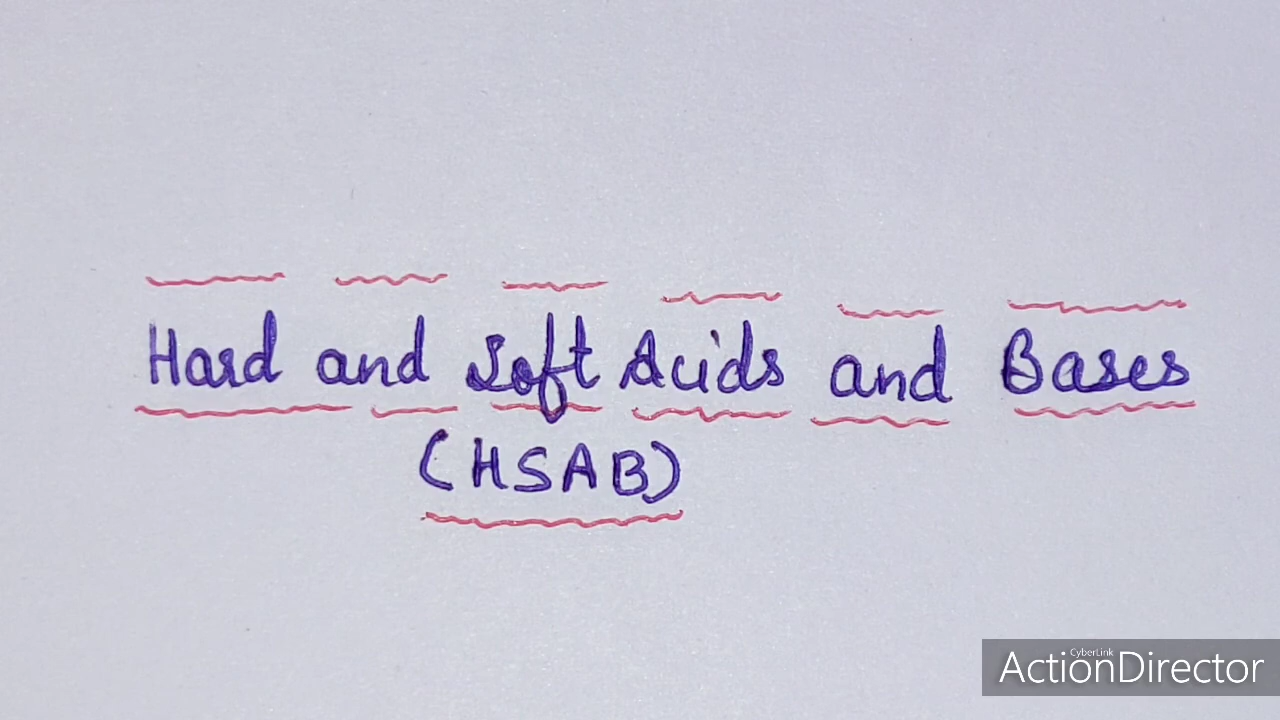 Hard and Soft Acids and Bases
(HSAB)
CyberLink
ActionDirector